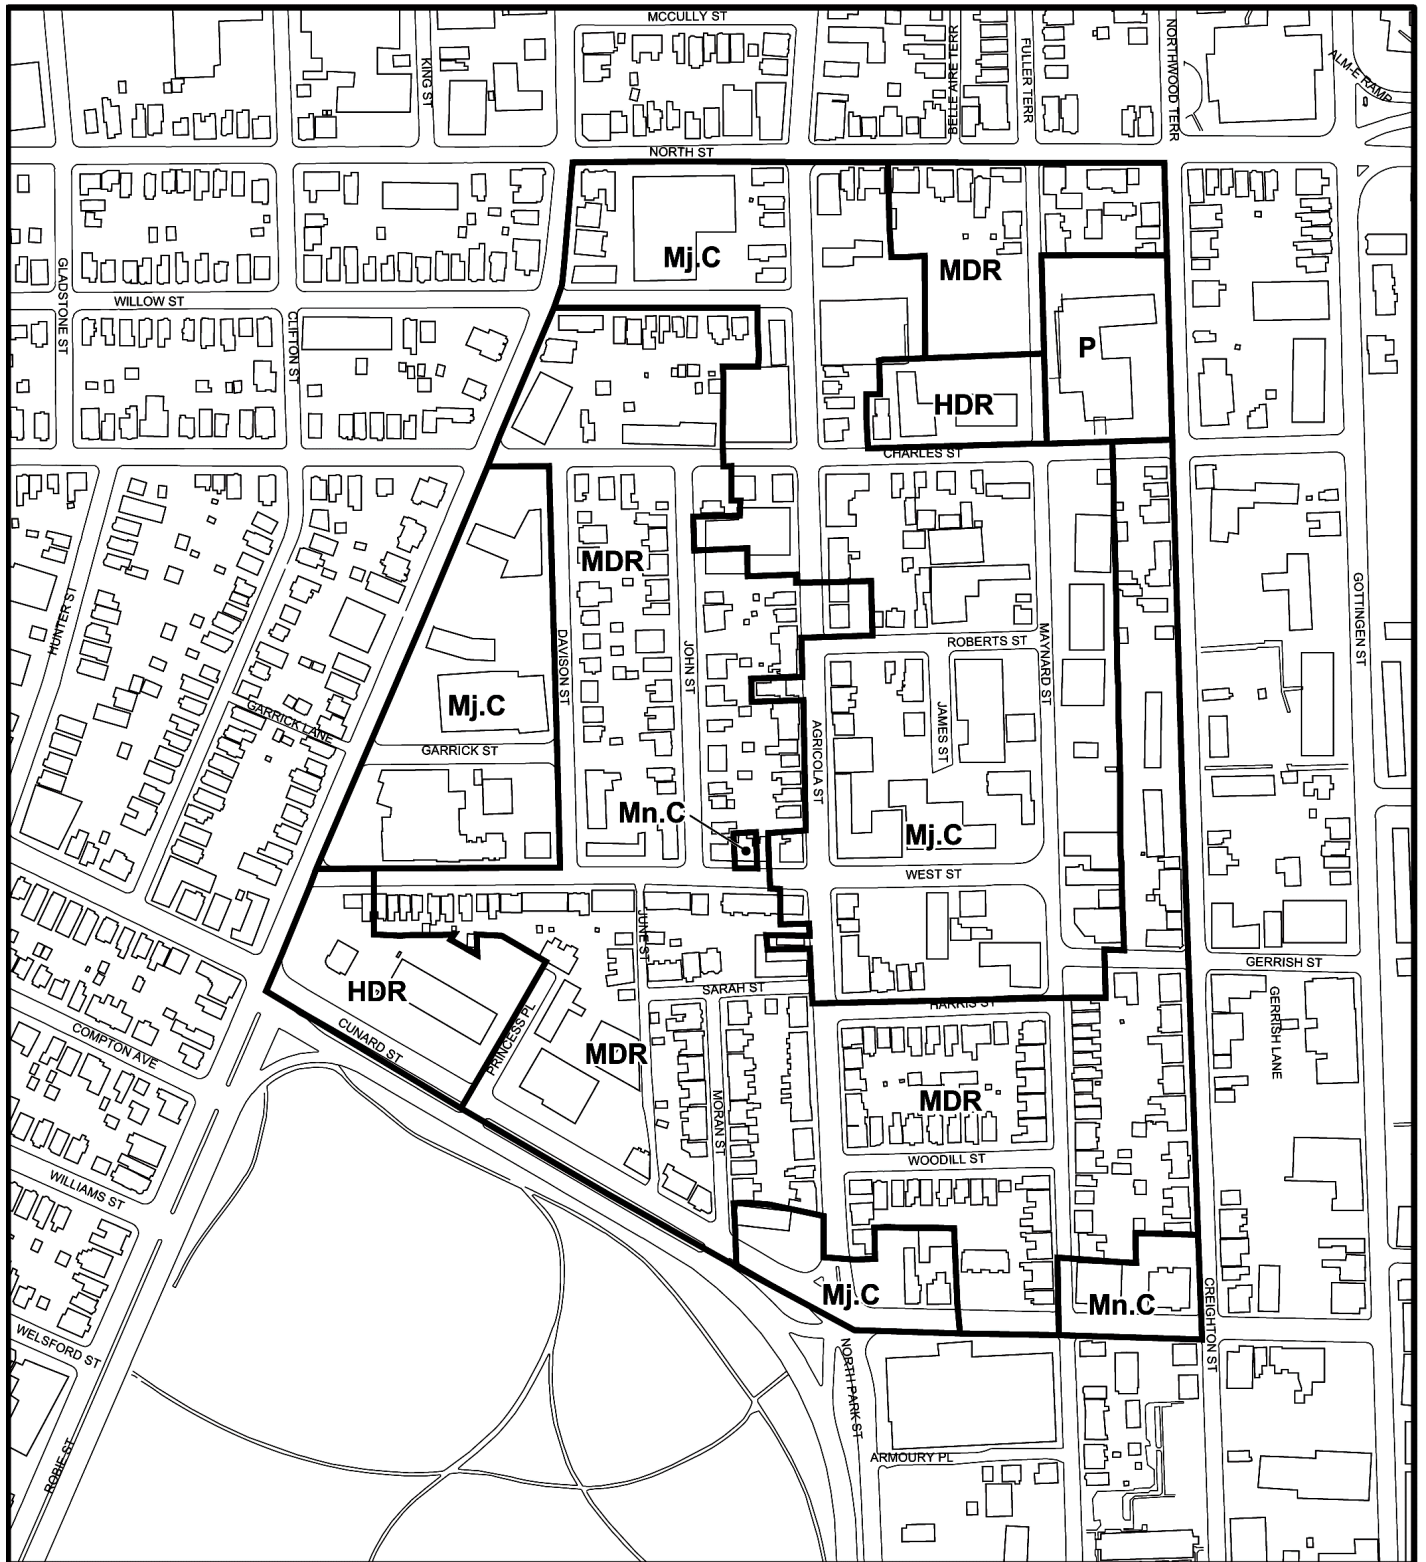 MCCULLY ST
KING ST
BELLE AIRE TERR
FULLER TERR
NORTHWOOD TERR
ALM-E RAMP
NORTH ST
Mj.C
MDR
GLADSTONE ST
WILLOW ST
CLIFTON ST
P
HDR
CHARLES ST
MDR
HUNTER ST
DAVISON ST
JOHN ST
ROBERTS ST
MAYNARD ST
GOTTINGEN ST
Mj.C
GARRICK LANE
GARRICK ST
AGRICOLA ST
JAMES ST
Mn.C
Mj.C
WEST ST
JUNE ST
GERRISH ST
HDR
SARAH ST
HARRIS ST
GERRISH LANE
COMPTON AVE
CUNARD ST
PRINCESS PL
MDR
MORAN ST
MDR
WOODILL ST
WILLIAMS ST
Mj.C
Mn.C
CREIGHTON ST
WELSFORD ST
NORTH PARK ST
ROBIE ST
ARMOURY PL